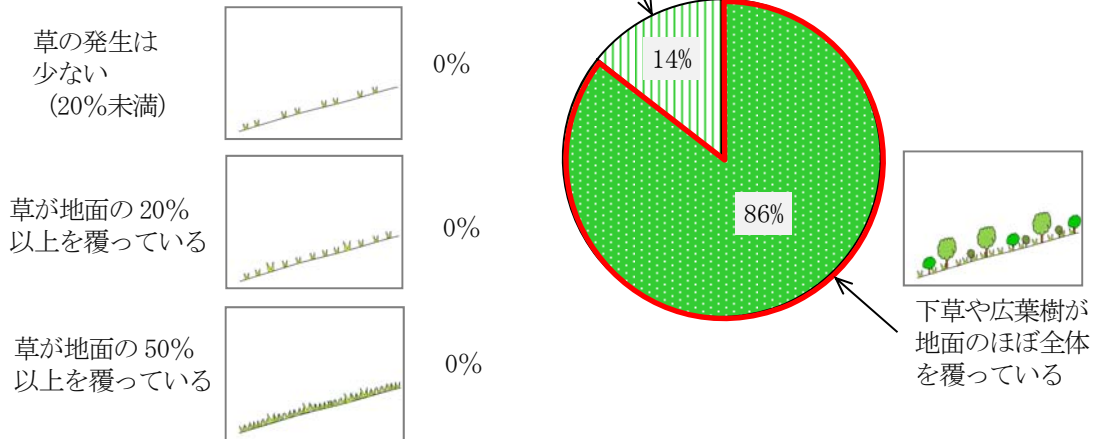 草の発生は
少ない
(20%未満)
0%
草が地面の 20%
以上を覆っている
0%
草が地面の 50%
以上を覆っている
0%
14%
86%
下草や広葉樹が
地面のほぼ全体
を覆っている